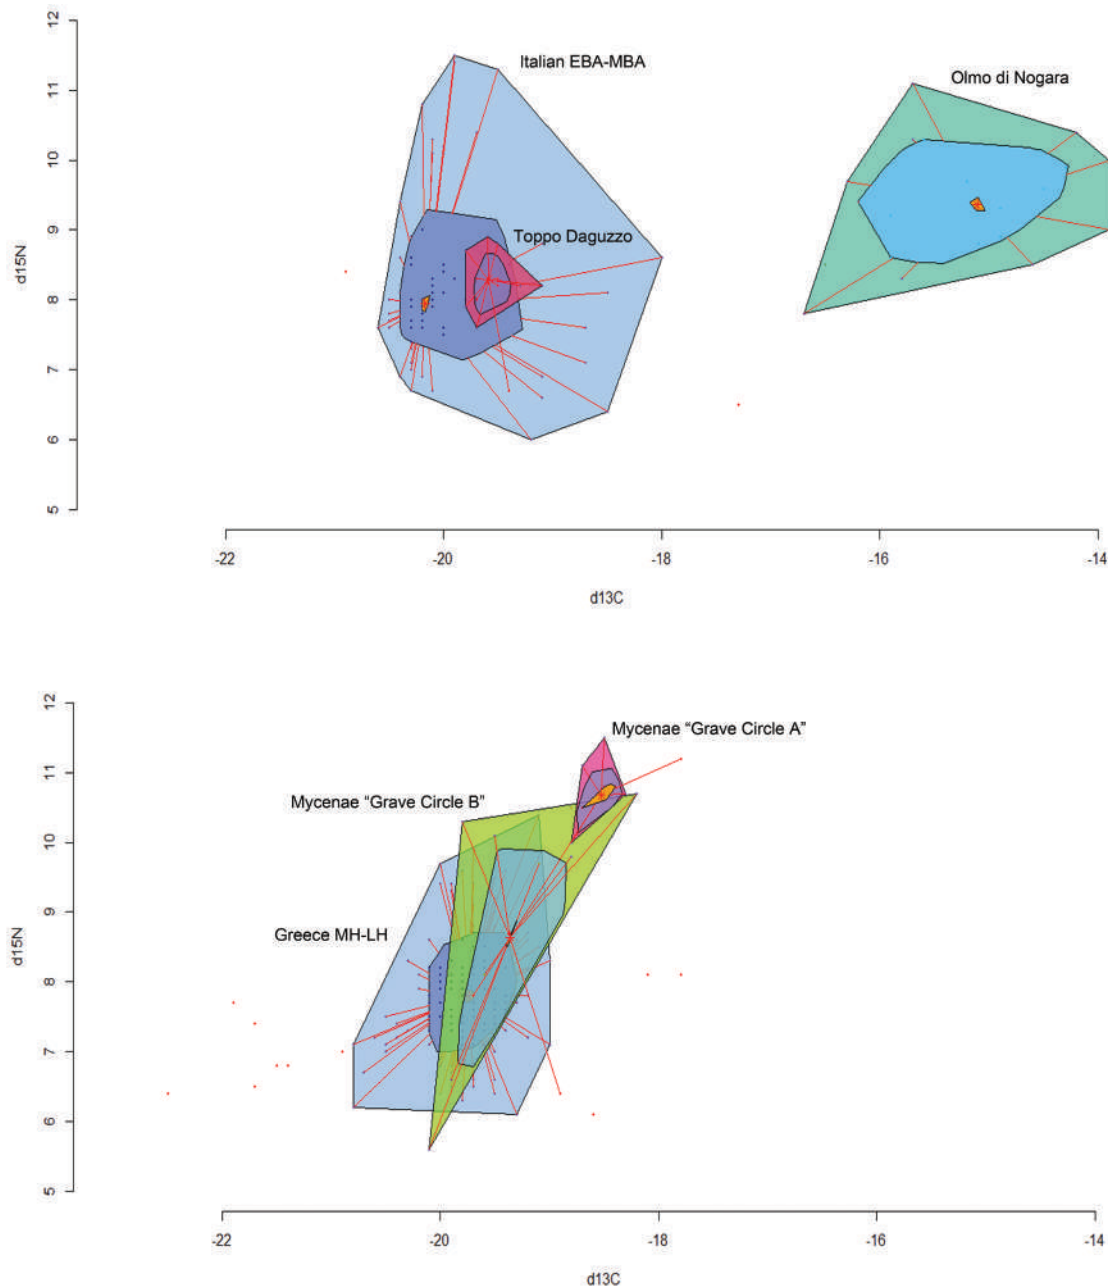 12
Italian EBA-MBA
Olmo di Nogara
11
10
9
Toppo Daguzzo
d15N
8
7
6
5
-22
-20
-18
-16
-14
d13C
12
Mycenae “Grave Circle A”
11
Mycenae “Grave Circle B”
10
9
Greece MH-LH
d15N
8
7
6
5
-22
-20
-18
-16
-14
d13C